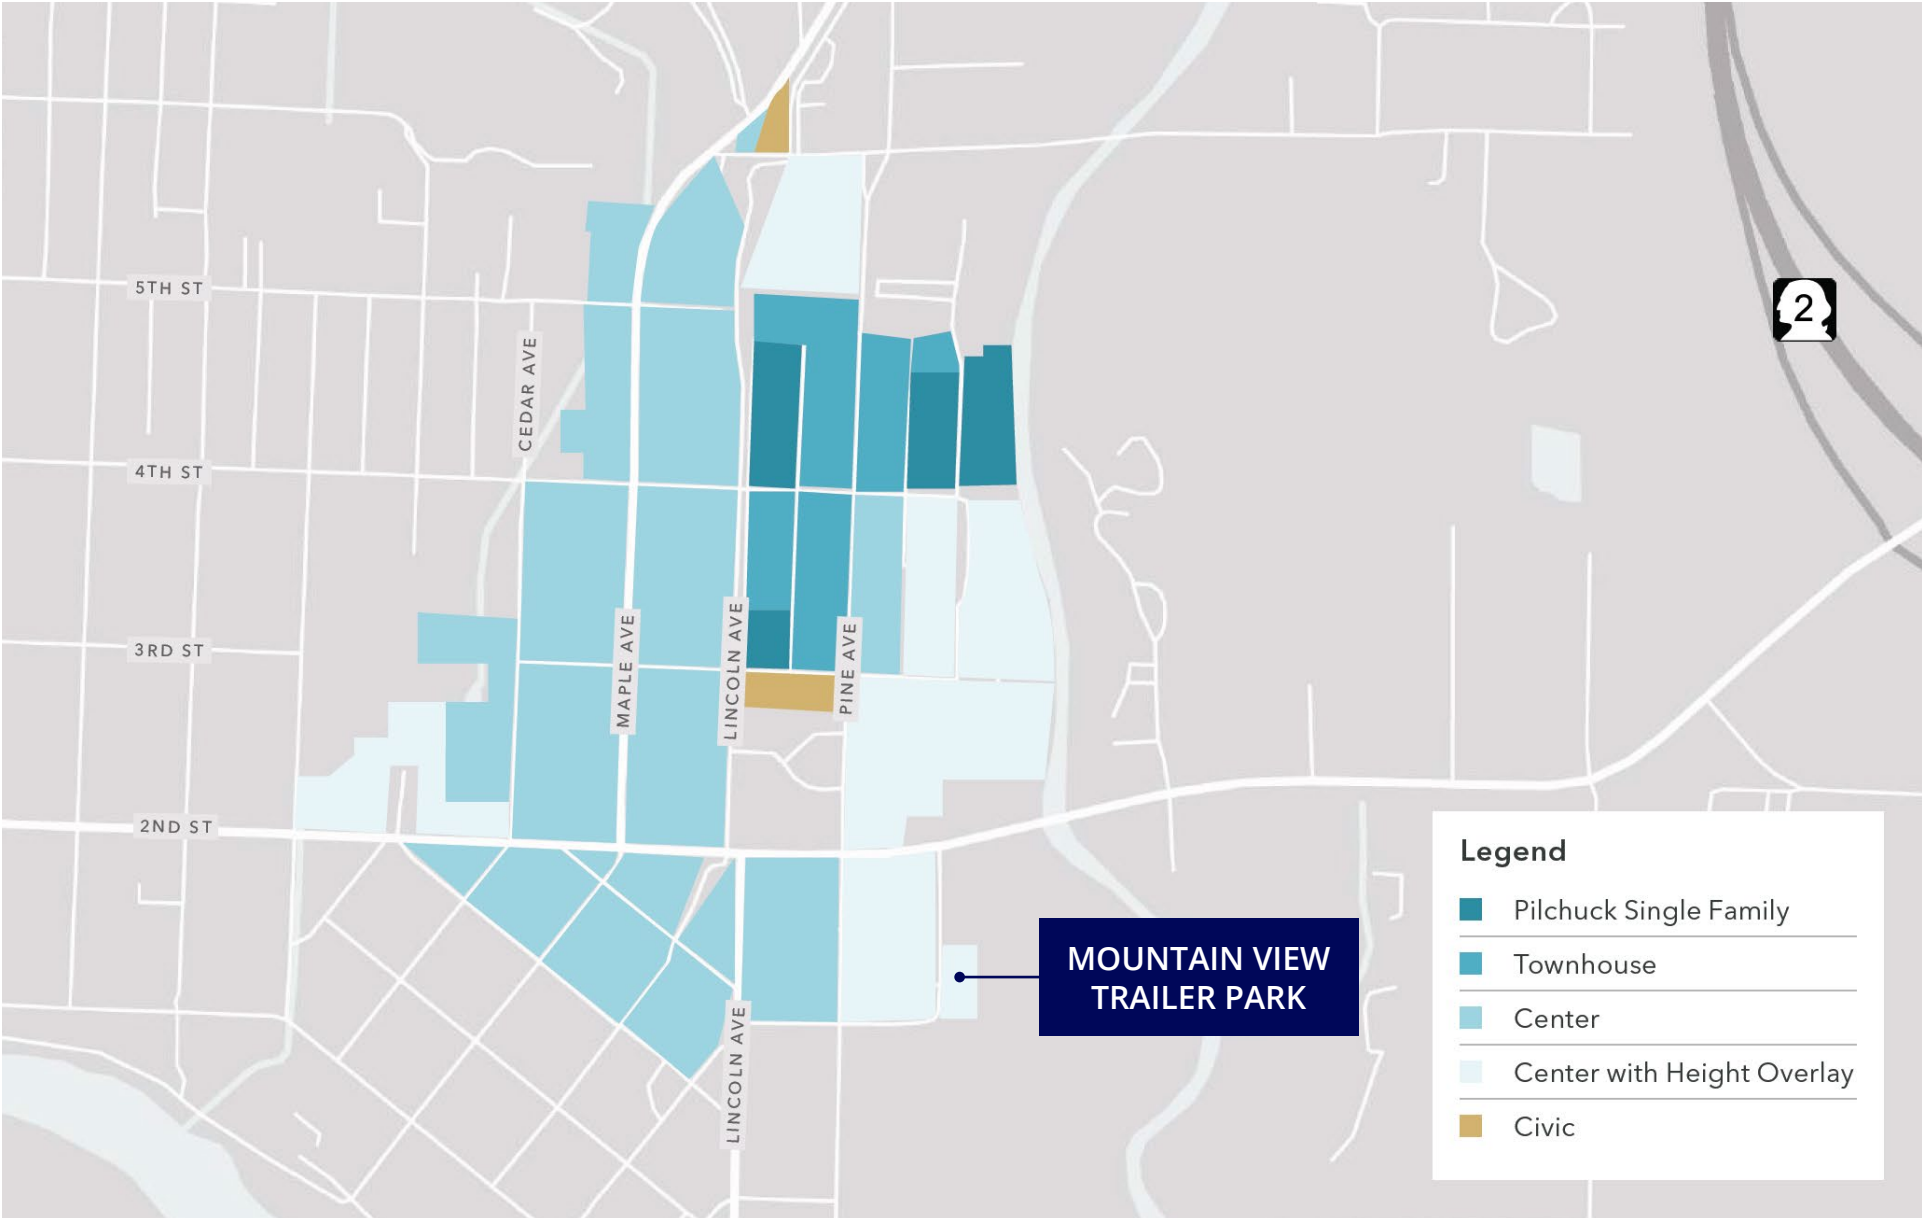 5TH ST
2
CEDAR AVE
4TH ST
3RD ST
MAPLE AVE
LINCOLN AVE
PINE AVE
2ND ST
MOUNTAIN VIEW
TRAILER PARK
LINCOLN AVE
Legend
Pilchuck Single Family
Townhouse
Center
Center with Height Overlay
Civic